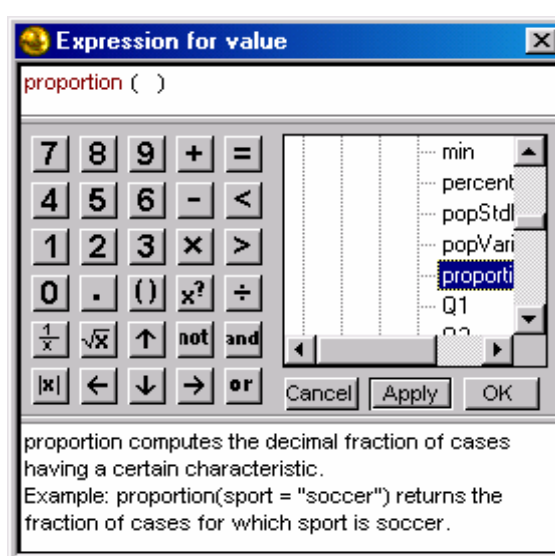 Expression for value
proportion ( )
7 8 9 + =
4 5 6 - <
1 2 3 × >
0 . () x? ÷
1/x √x ↑ not and
|x| ← ↓ → or
min
percent
popStd
popVari
proporti
Q1
Cancel Apply OK
proportion computes the decimal fraction of cases
having a certain characteristic.
Example: proportion(sport = "soccer") returns the
fraction of cases for which sport is soccer.